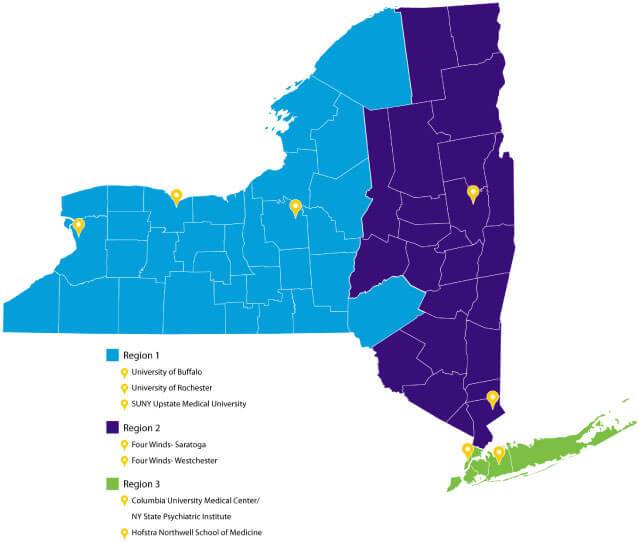 Region 1
University of Buffalo
University of Rochester
SUNY Upstate Medical University
Region 2
Four Winds- Saratoga
Four Winds- Westchester
Region 3
Columbia University Medical Center/
NY State Psychiatric Institute
Hofstra Northwell School of Medicine